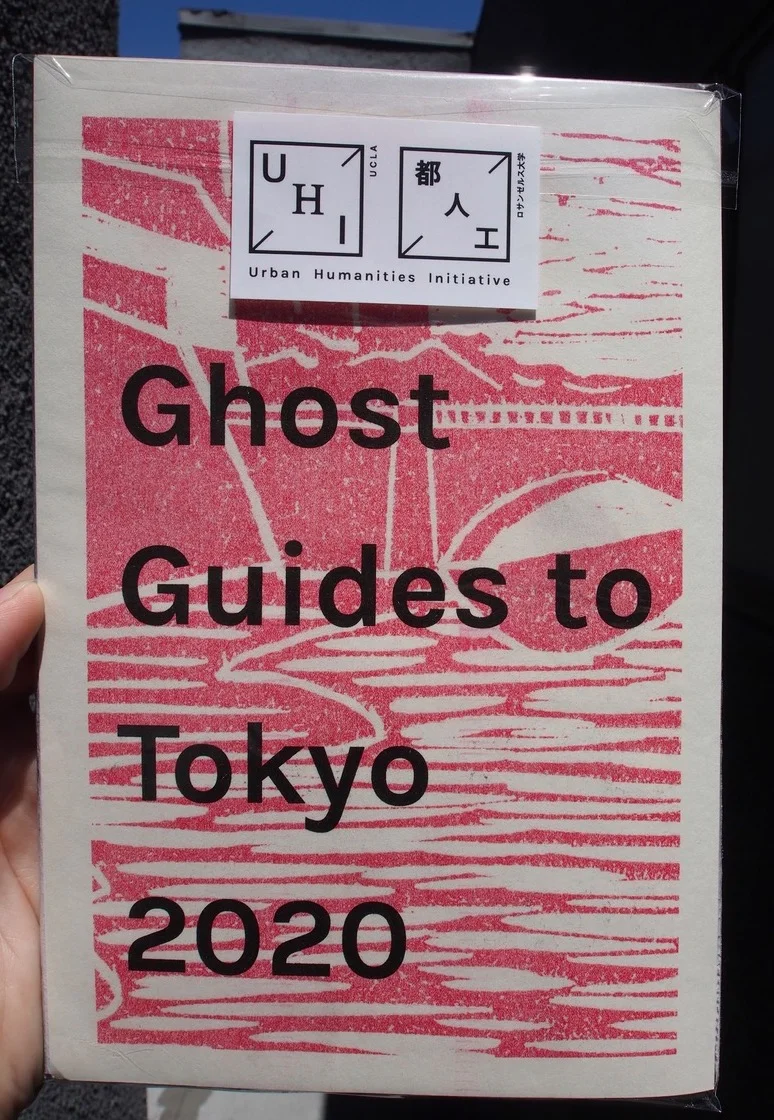 U
H
I
UCLA
都
人
エ
ロサンゼルス大学
Urban Humanities Initiative
Ghost
Guides to
Tokyo
2020